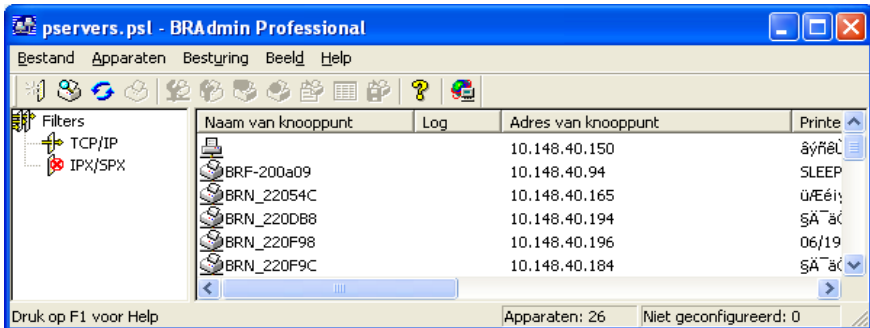 pservers.psl - BRAdmin Professional
Bestand Apparaten Besturing Beeld Help
Filters
TCP/IP
IPX/SPX
Naam van knooppunt Log Adres van knooppunt Printe
10.148.40.150
BRF-200a09 10.148.40.94 SLEEP
BRN_22054C 10.148.40.165
BRN_220DB8 10.148.40.194 §Ä¯äÖ
BRN_220F98 10.148.40.196 06/19
BRN_220F9C 10.148.40.184
Druk op F1 voor Help Apparaten: 26 Niet geconfigureerd: 0